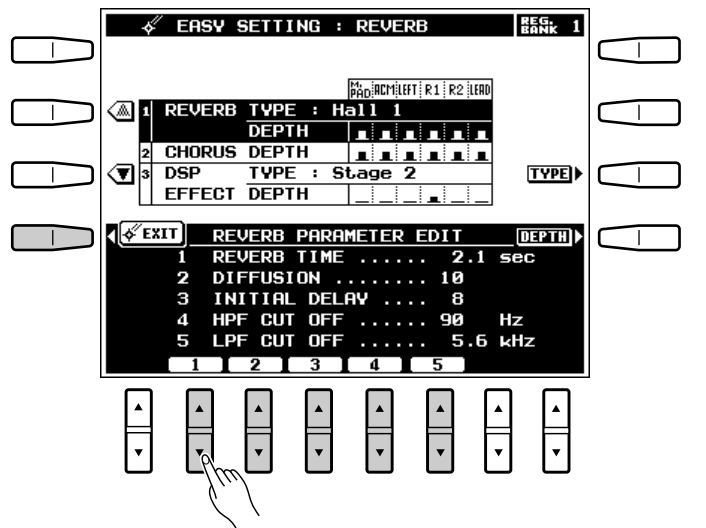 EASY SETTING : REVERB REG. BANK 1
M. PAD ACM LEFT R1 R2 LEAD
1 REVERB TYPE : Hall 1
DEPTH
2 CHORUS DEPTH
3 DSP TYPE : Stage 2 TYPE
EFFECT DEPTH
EXIT REVERB PARAMETER EDIT DEPTH
1 REVERB TIME ...... 2.1 sec
2 DIFFUSION ........ 10
3 INITIAL DELAY .... 8
4 HPF CUT OFF ...... 90 Hz
5 LPF CUT OFF ...... 5.6 kHz
1 2 3 4 5